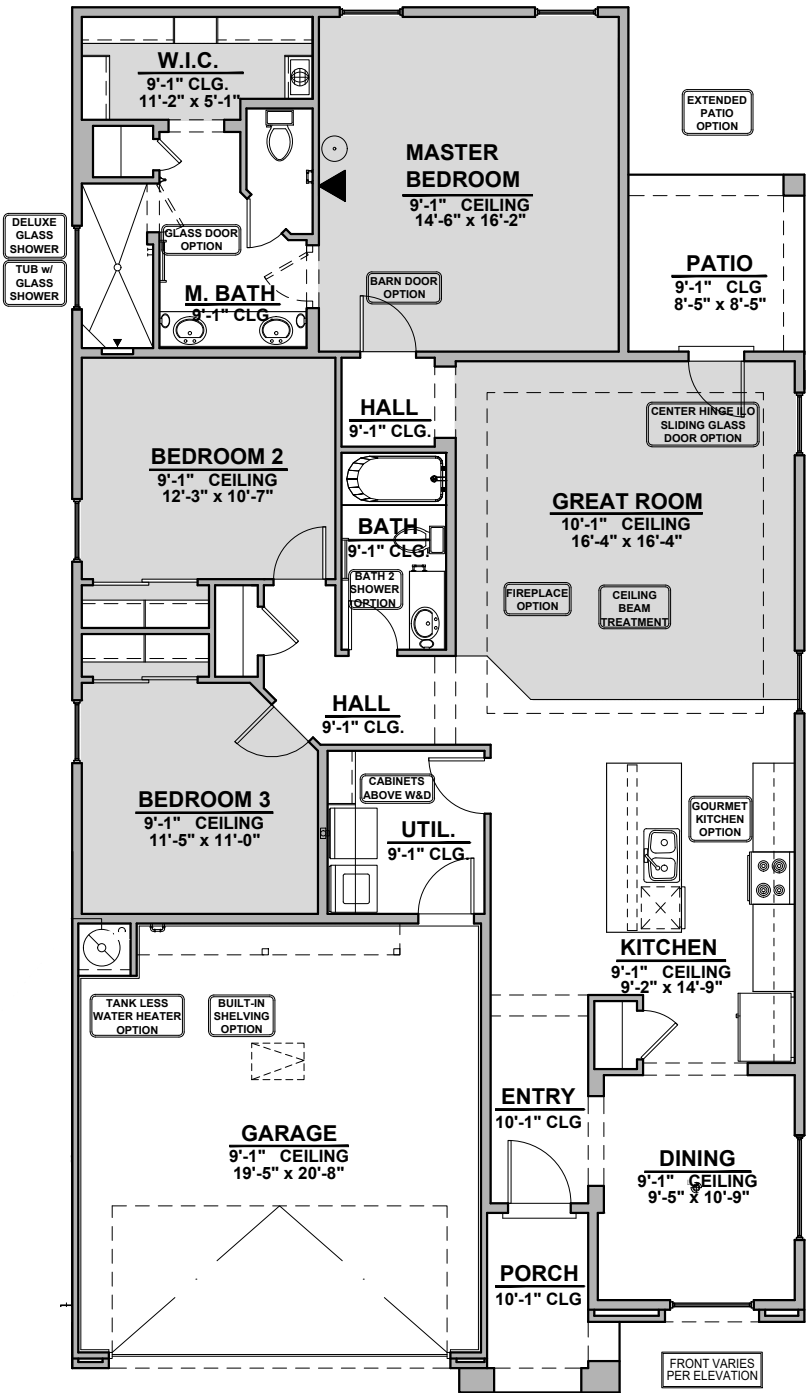 W.I.C.
9'-1" CLG.
11'-2" x 5'-1"
MASTER
BEDROOM
9'-1" CEILING
14'-6" x 16'-2"
EXTENDED
PATIO
OPTION
DELUXE
GLASS
SHOWER
TUB w/
GLASS
SHOWER
GLASS DOOR
OPTION
M. BATH
9'-1" CLG
BARN DOOR
OPTION
PATIO
9'-1" CLG
8'-5" x 8'-5"
HALL
9'-1" CLG.
CENTER HINGE ILO
SLIDING GLASS
DOOR OPTION
BEDROOM 2
9'-1" CEILING
12'-3" x 10'-7"
GREAT ROOM
10'-1" CEILING
16'-4" x 16'-4"
BATH
9'-1" CLG.
BATH 2
SHOWER
OPTION
FIREPLACE
OPTION
CEILING
BEAM
TREATMENT
HALL
9'-1" CLG.
BEDROOM 3
9'-1" CEILING
11'-5" x 11'-0"
CABINETS
ABOVE W&D
UTIL.
9'-1" CLG.
GOURMET
KITCHEN
OPTION
KITCHEN
9'-1" CEILING
9'-2" x 14'-9"
TANK LESS
WATER HEATER
OPTION
BUILT-IN
SHELVING
OPTION
ENTRY
10'-1" CLG
GARAGE
9'-1" CEILING
19'-5" x 20'-8"
DINING
9'-1" CEILING
9'-5" x 10'-9"
PORCH
10'-1" CLG
FRONT VARIES
PER ELEVATION